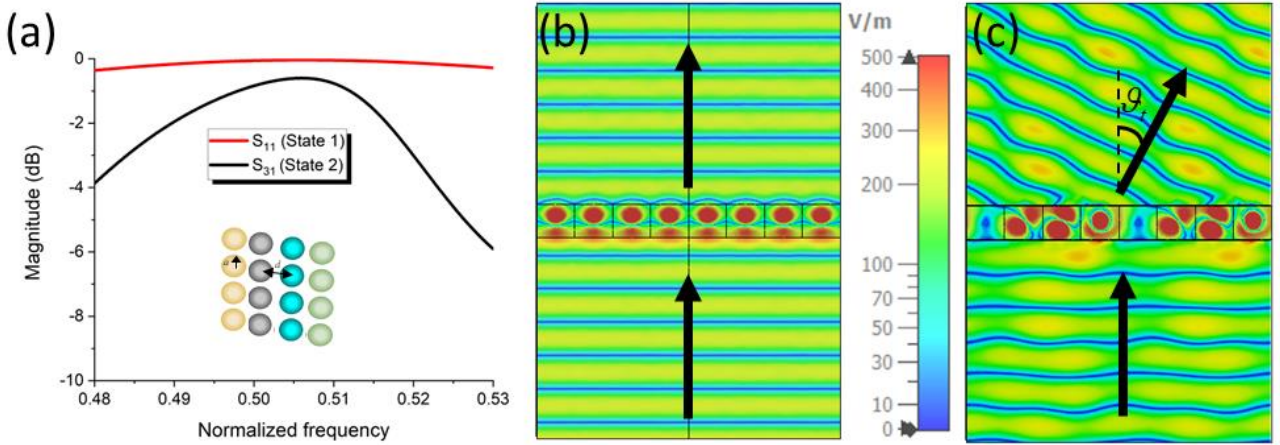 (a)
0
-2
-4
-6
-8
-10
Magnitude (dB)
S11 (State 1)
S31 (State 2)
a
d
0.48
0.49
0.50
0.51
0.52
0.53
Normalized frequency
(b)
V/m
500
400
300
200
100
70
50
30
10
0
(c)
ϑt